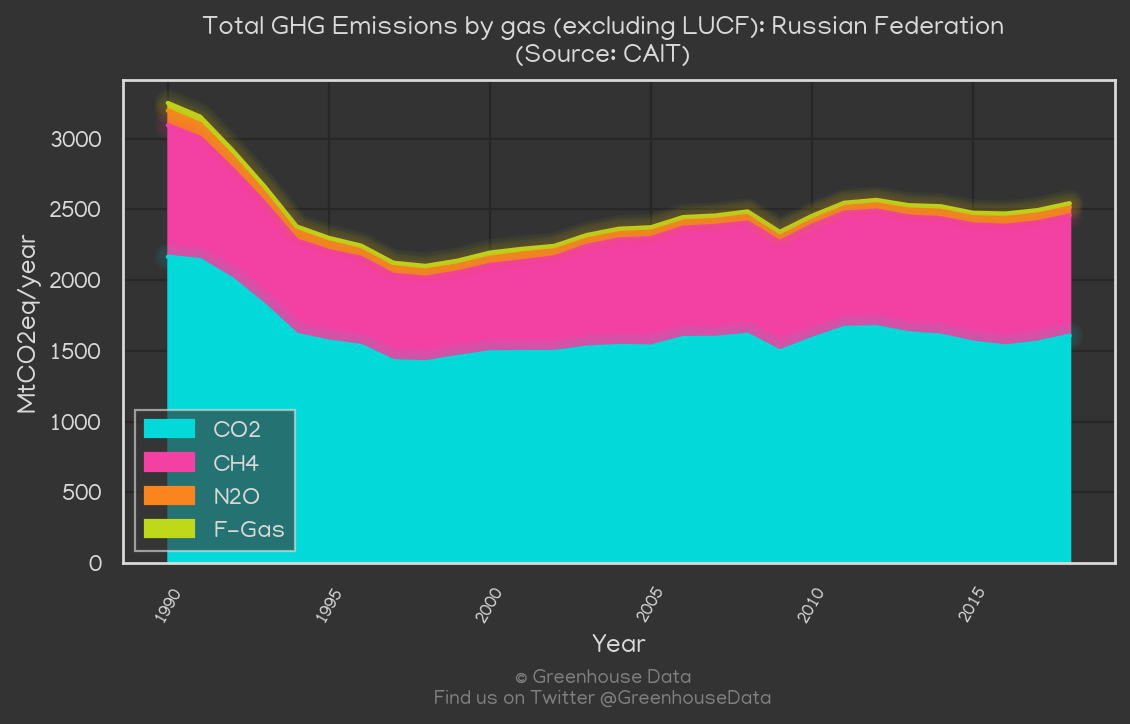 Total GHG Emissions by gas (excluding LUCF): Russian Federation
(Source: CAIT)
MtCO2eq/year
3000
2500
2000
1500
1000
500
0
CO2
CH4
N2O
F-Gas
1990
1995
2000
2005
2010
2015
Year
© Greenhouse Data
Find us on Twitter @GreenhouseData